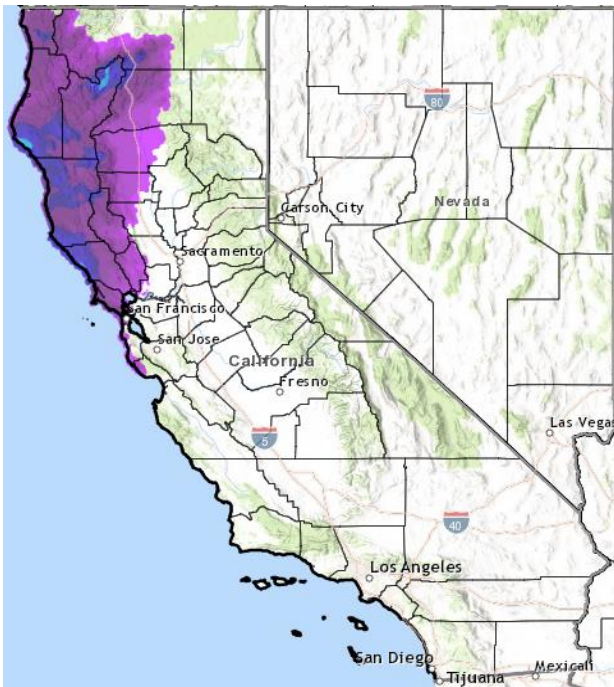 80
Nevada
Carson City
Sacramento
San Francisco
San Jose
California
Fresno
5
Las Vegas
40
Los Angeles
San Diego
Tijuana
Mexicali